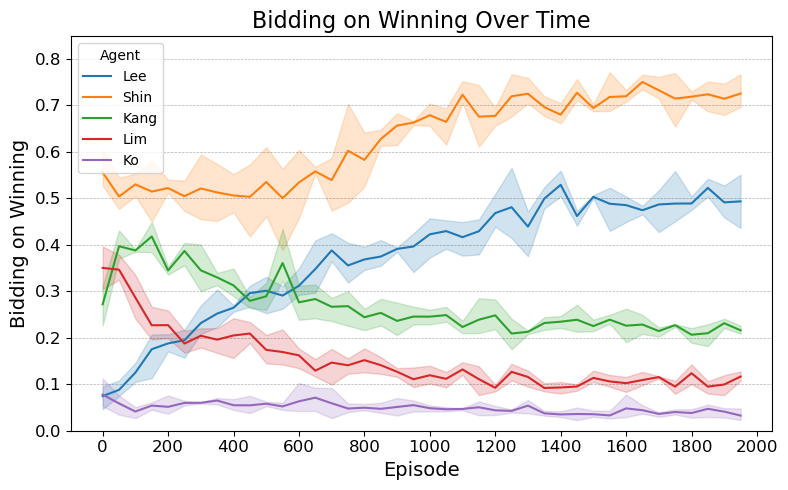 Bidding on Winning Over Time
Agent
Lee
Shin
Kang
Lim
Ko
Bidding on Winning
0.8
0.7
0.6
0.5
0.4
0.3
0.2
0.1
0.0
0 200 400 600 800 1000 1200 1400 1600 1800 2000
Episode